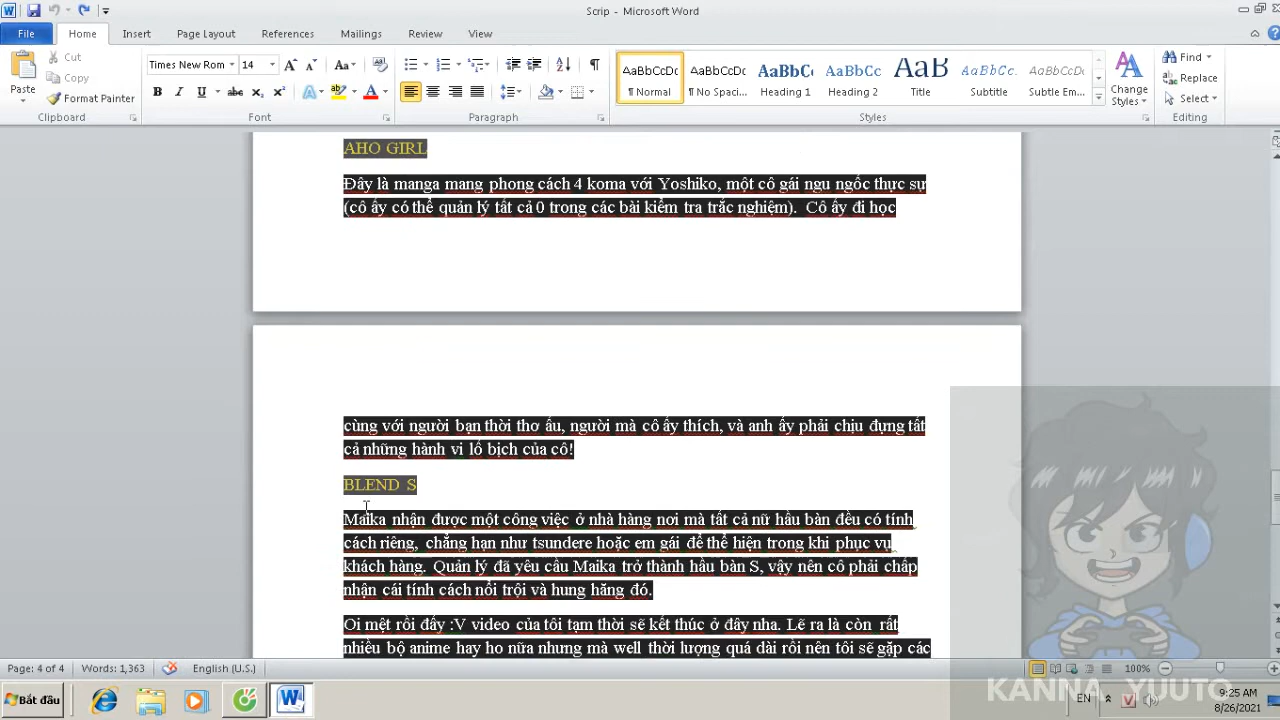 Scrip - Microsoft Word
File Home Insert Page Layout References Mailings Review View
Paste Cut Copy Format Painter
Times New Rom 14
AaBbCcDc AaBbCcDc AaBbC( AaBbCc AaB AaBbCc. AaBbCcDc
¶ Normal ¶ No Spaci... Heading 1 Heading 2 Title Subtitle Subtle Em...
Change Styles
Find Replace Select
Clipboard Font Paragraph Styles Editing
AHO GIRL
Đây là manga mang phong cách 4 koma với Yoshiko, một cô gái ngu ngốc thực sự
(cô ấy có thể quản lý tất cả 0 trong các bài kiểm tra trắc nghiệm). Cô ấy đi học
cùng với người bạn thời thơ ấu, người mà cô ấy thích, và anh ấy phải chịu đựng tất
cả những hành vi lố bịch của cô!
BLEND S
Maika nhận được một công việc ở nhà hàng nơi mà tất cả nữ hầu bàn đều có tính
cách riêng, chẳng hạn như tsundere hoặc em gái để thể hiện trong khi phục vụ
khách hàng. Quản lý đã yêu cầu Maika trở thành hầu bàn S, vậy nên cô phải chấp
nhận cái tính cách nổi trội và hung hăng đó.
Oi mệt rồi đấy :V video của tôi tạm thời sẽ kết thúc ở đây nha. Lẽ ra là còn rất
nhiều bộ anime hay ho nữa nhưng mà well thời lượng quá dài rồi nên tôi sẽ gặp các
Page: 4 of 4 Words: 1,363 English (U.S.) 100%
KANNA YUUTO
Bắt đầu EN 9:25 AM
8/26/2021